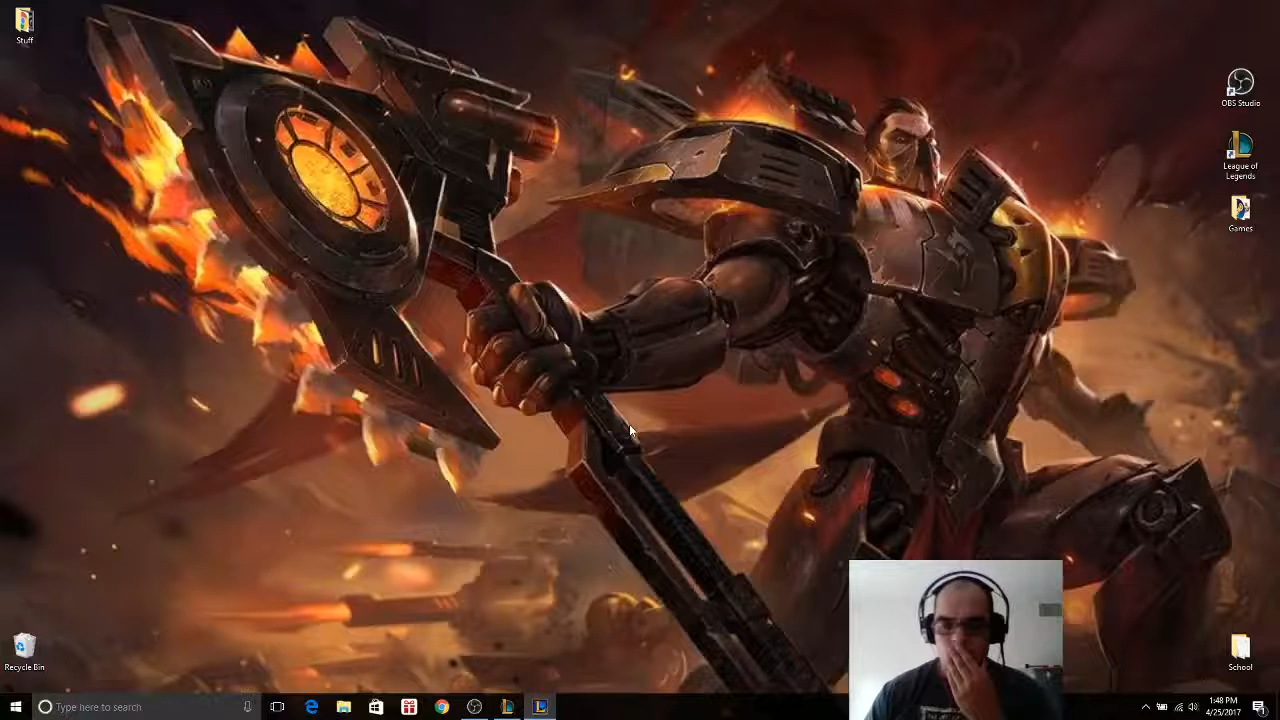 Stuff
OBS Studio
League of
Legends
Games
Recycle Bin
School
Type here to search
1:48 PM
4/25/2017